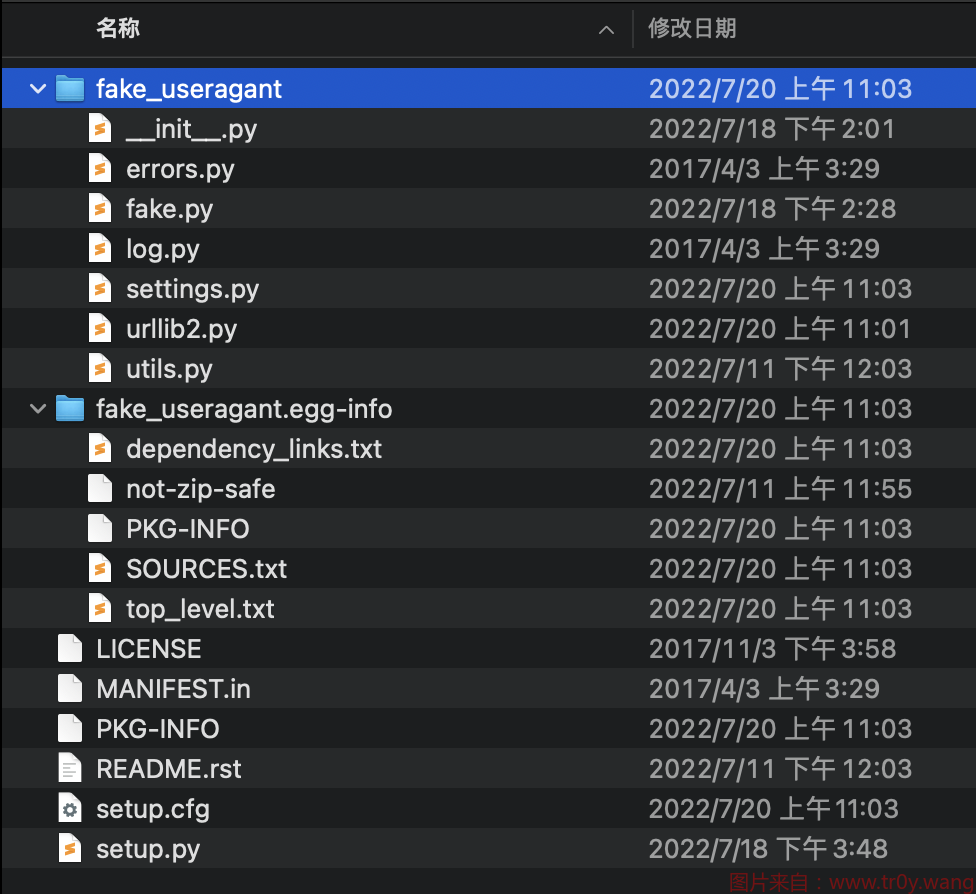 名称 修改日期
fake_useragant 2022/7/20 上午 11:03
__init__.py 2022/7/18 下午 2:01
errors.py 2017/4/3 上午 3:29
fake.py 2022/7/18 下午 2:28
log.py 2017/4/3 上午 3:29
settings.py 2022/7/20 上午 11:03
urllib2.py 2022/7/20 上午 11:01
utils.py 2022/7/11 下午 12:03
fake_useragant.egg-info 2022/7/20 上午 11:03
dependency_links.txt 2022/7/20 上午 11:03
not-zip-safe 2022/7/11 上午 11:55
PKG-INFO 2022/7/20 上午 11:03
SOURCES.txt 2022/7/20 上午 11:03
top_level.txt 2022/7/20 上午 11:03
LICENSE 2017/11/3 下午 3:58
MANIFEST.in 2017/4/3 上午 3:29
PKG-INFO 2022/7/20 上午 11:03
README.rst 2022/7/11 下午 12:03
setup.cfg 2022/7/20 上午 11:03
setup.py 2022/7/18 下午 3:48
图片来自：www.tr0y.wang